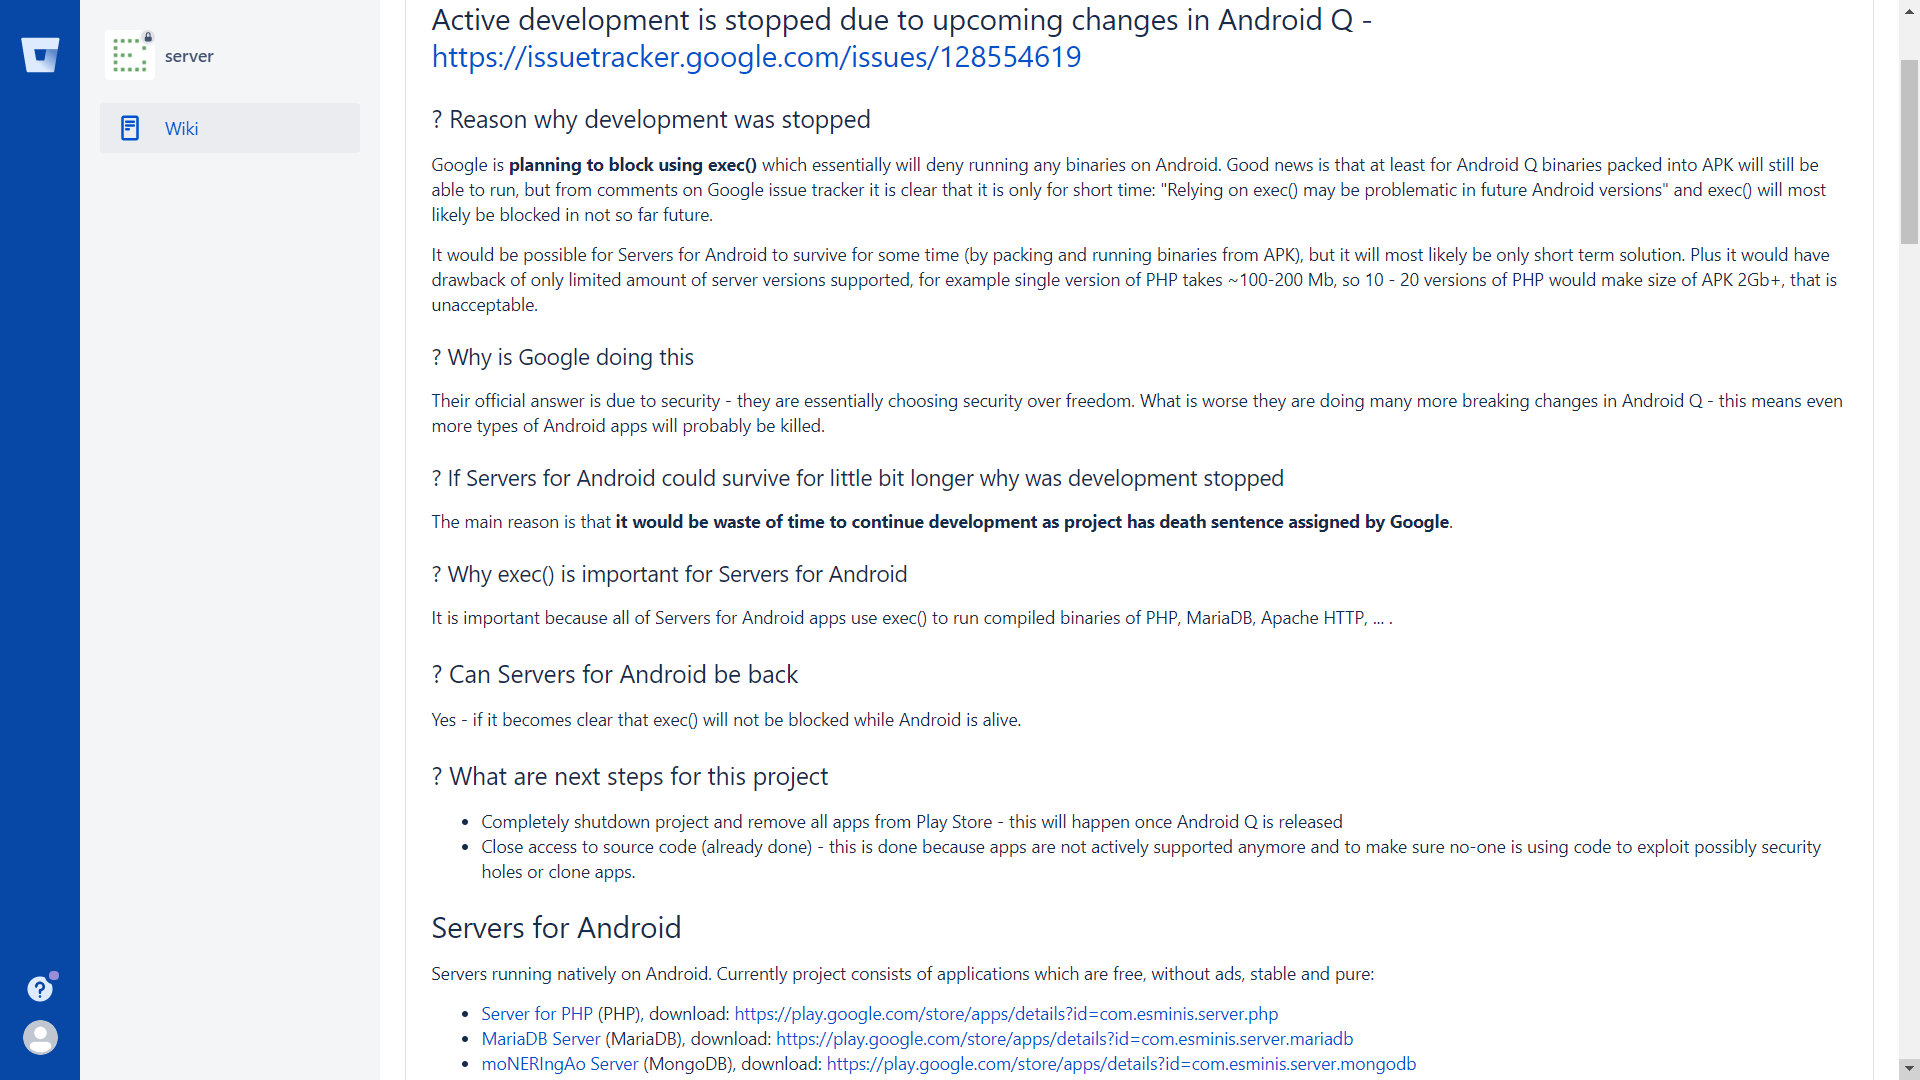 server
Wiki
Active development is stopped due to upcoming changes in Android Q -
https://issuetracker.google.com/issues/128554619
? Reason why development was stopped
Google is planning to block using exec() which essentially will deny running any binaries on Android. Good news is that at least for Android Q binaries packed into APK will still be
able to run, but from comments on Google issue tracker it is clear that it is only for short time: "Relying on exec() may be problematic in future Android versions" and exec() will most
likely be blocked in not so far future.
It would be possible for Servers for Android to survive for some time (by packing and running binaries from APK), but it will most likely be only short term solution. Plus it would have
drawback of only limited amount of server versions supported, for example single version of PHP takes ~100-200 Mb, so 10 - 20 versions of PHP would make size of APK 2Gb+, that is
unacceptable.
? Why is Google doing this
Their official answer is due to security - they are essentially choosing security over freedom. What is worse they are doing many more breaking changes in Android Q - this means even
more types of Android apps will probably be killed.
? If Servers for Android could survive for little bit longer why was development stopped
The main reason is that it would be waste of time to continue development as project has death sentence assigned by Google.
? Why exec() is important for Servers for Android
It is important because all of Servers for Android apps use exec() to run compiled binaries of PHP, MariaDB, Apache HTTP, ... .
? Can Servers for Android be back
Yes - if it becomes clear that exec() will not be blocked while Android is alive.
? What are next steps for this project
• Completely shutdown project and remove all apps from Play Store - this will happen once Android Q is released
• Close access to source code (already done) - this is done because apps are not actively supported anymore and to make sure no-one is using code to exploit possibly security
holes or clone apps.
Servers for Android
Servers running natively on Android. Currently project consists of applications which are free, without ads, stable and pure:
• Server for PHP (PHP), download: https://play.google.com/store/apps/details?id=com.esminis.server.php
• MariaDB Server (MariaDB), download: https://play.google.com/store/apps/details?id=com.esminis.server.mariadb
• moNERIngAo Server (MongoDB), download: https://play.google.com/store/apps/details?id=com.esminis.server.mongodb